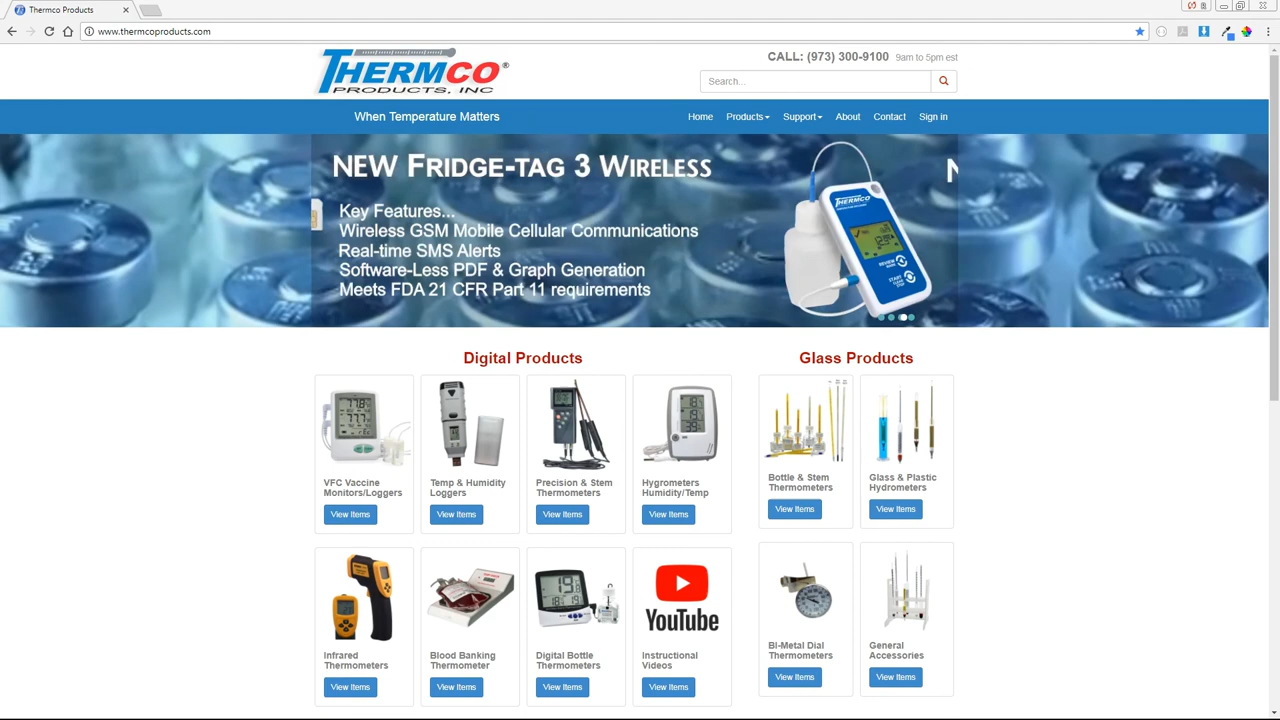 Thermco Products
www.thermcoproducts.com
THERMCO®
PRODUCTS, INC
CALL: (973) 300-9100 9am to 5pm est
Search...
When Temperature Matters
Home Products Support About Contact Sign in
NEW FRIDGE-TAG 3 WIRELESS
Key Features...
Wireless GSM Mobile Cellular Communications
Real-time SMS Alerts
Software-Less PDF & Graph Generation
Meets FDA 21 CFR Part 11 requirements
THERMCO
N
Digital Products
Glass Products
VFC Vaccine
Monitors/Loggers
View Items
Temp & Humidity
Loggers
View Items
Precision & Stem
Thermometers
View Items
Hygrometers
Humidity/Temp
View Items
Bottle & Stem
Thermometers
View Items
Glass & Plastic
Hydrometers
View Items
Infrared
Thermometers
View Items
Blood Banking
Thermometer
View Items
Digital Bottle
Thermometers
View Items
YouTube
Instructional
Videos
View Items
Bi-Metal Dial
Thermometers
View Items
General
Accessories
View Items